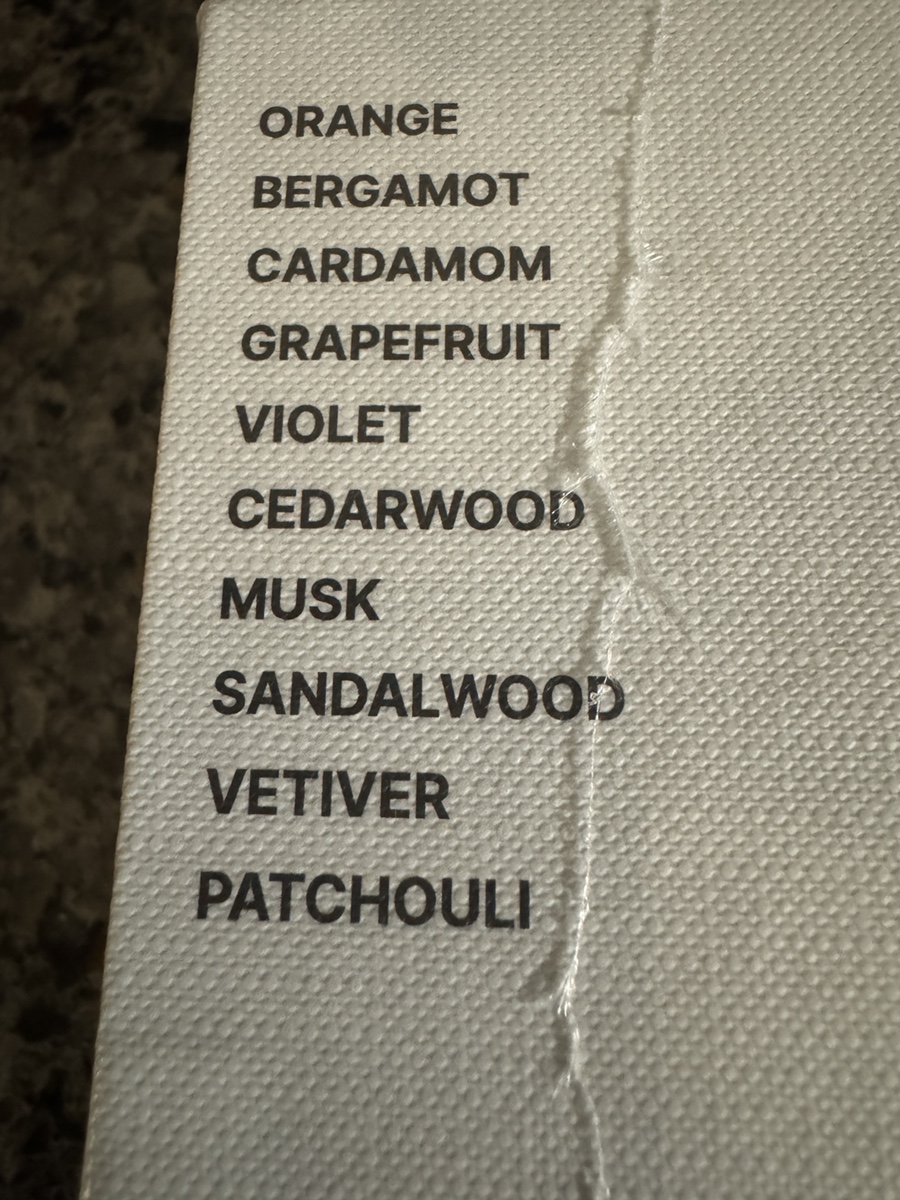 ORANGE
BERGAMOT
CARDAMOM
GRAPEFRUIT
VIOLET
CEDARWOOD
MUSK
SANDALWOOD
VETIVER
PATCHOULI